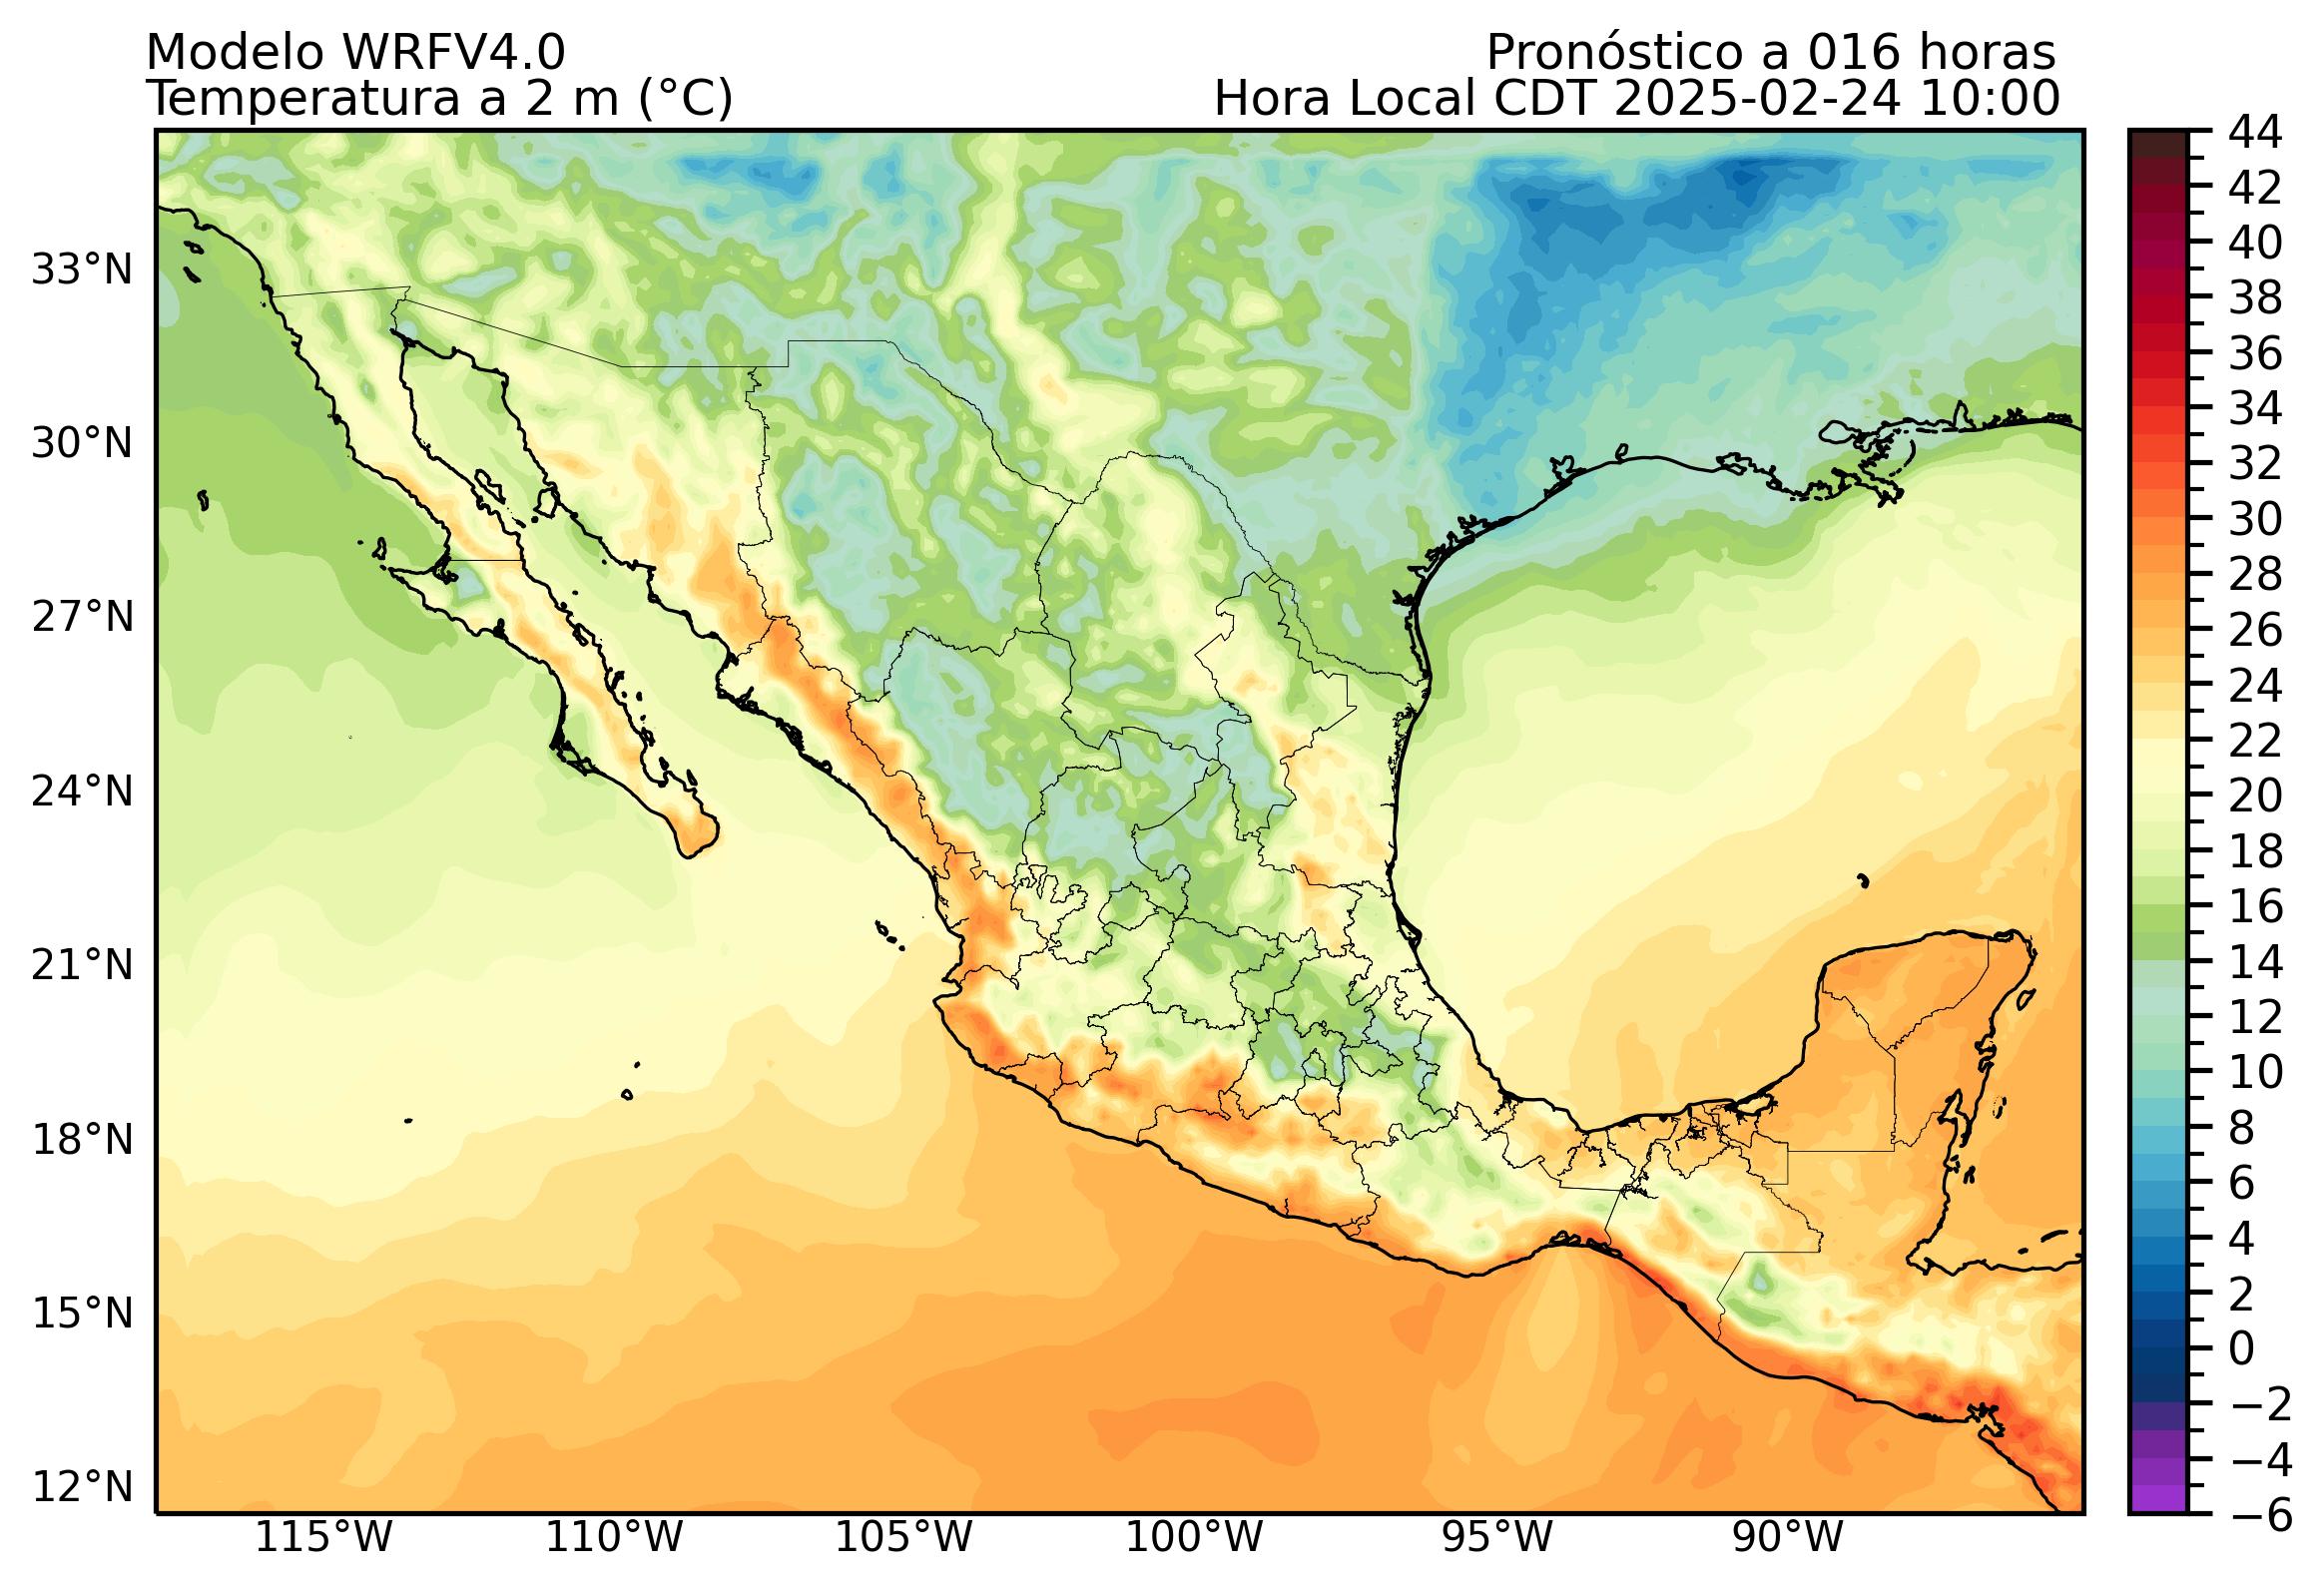 Modelo WRFV4.0
Pronóstico a 016 horas
Temperatura a 2 m (°C)
Hora Local CDT 2025-02-24 10:00
33°N
30°N
27°N
24°N
21°N
18°N
15°N
12°N
115°W
110°W
105°W
100°W
95°W
90°W
44
42
40
38
36
34
32
30
28
26
24
22
20
18
16
14
12
10
8
6
4
2
0
−2
−4
−6